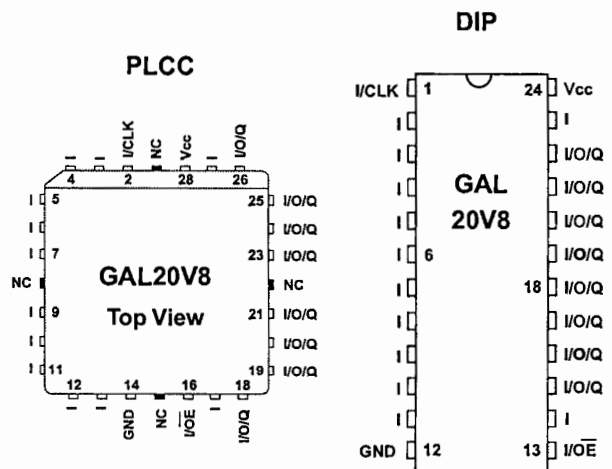 PLCC
I I I/CLK NC Vcc I I/O/Q
4 2 28 26
I 5 25 I/O/Q
I I/O/Q
I 7 23 I/O/Q
NC GAL20V8 NC
I 9 Top View 21 I/O/Q
I I/O/Q
I 11 19 I/O/Q
12 14 16 18
I I GND NC I/O̅E̅ I I/O/Q
DIP
I/CLK 1 24 Vcc
I I
I I/O/Q
I GAL I/O/Q
I 20V8 I/O/Q
I 6 I/O/Q
I 18 I/O/Q
I I/O/Q
I I/O/Q
I I/O/Q
I I
GND 12 13 I/O̅E̅